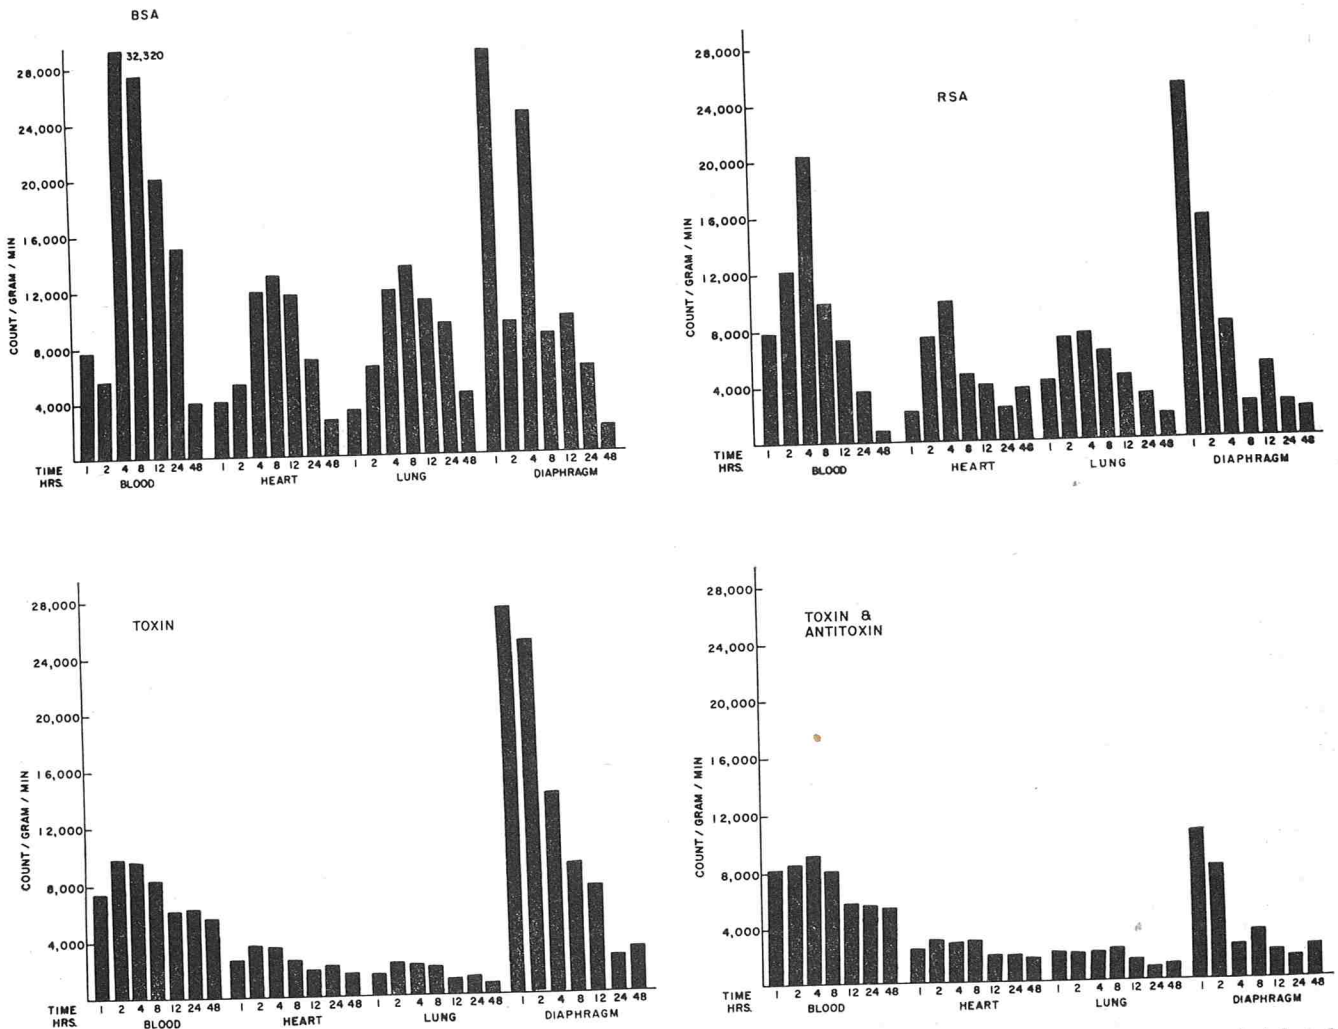 BSA
32,320
28,000
24,000
20,000
16,000
12,000
8,000
4,000
COUNT / GRAM / MIN
TIME HRS.
1 2 4 8 12 24 48
BLOOD
1 2 4 8 12 24 48
HEART
1 2 4 8 12 24 48
LUNG
1 2 4 8 12 24 48
DIAPHRAGM
RSA
28,000
24,000
20,000
16,000
12,000
8,000
4,000
COUNT / GRAM / MIN
TIME HRS.
1 2 4 8 12 24 48
BLOOD
1 2 4 8 12 24 48
HEART
1 2 4 8 12 24 48
LUNG
1 2 4 8 12 24 48
DIAPHRAGM
TOXIN
28,000
24,000
20,000
16,000
12,000
8,000
4,000
COUNT / GRAM / MIN
TIME HRS.
1 2 4 8 12 24 48
BLOOD
1 2 4 8 12 24 48
HEART
1 2 4 8 12 24 48
LUNG
1 2 4 8 12 24 48
DIAPHRAGM
TOXIN &
ANTITOXIN
28,000
24,000
20,000
16,000
12,000
8,000
4,000
COUNT / GRAM / MIN
TIME HRS.
1 2 4 8 12 24 48
BLOOD
1 2 4 8 12 24 48
HEART
1 2 4 8 12 24 48
LUNG
1 2 4 8 12 24 48
DIAPHRAGM